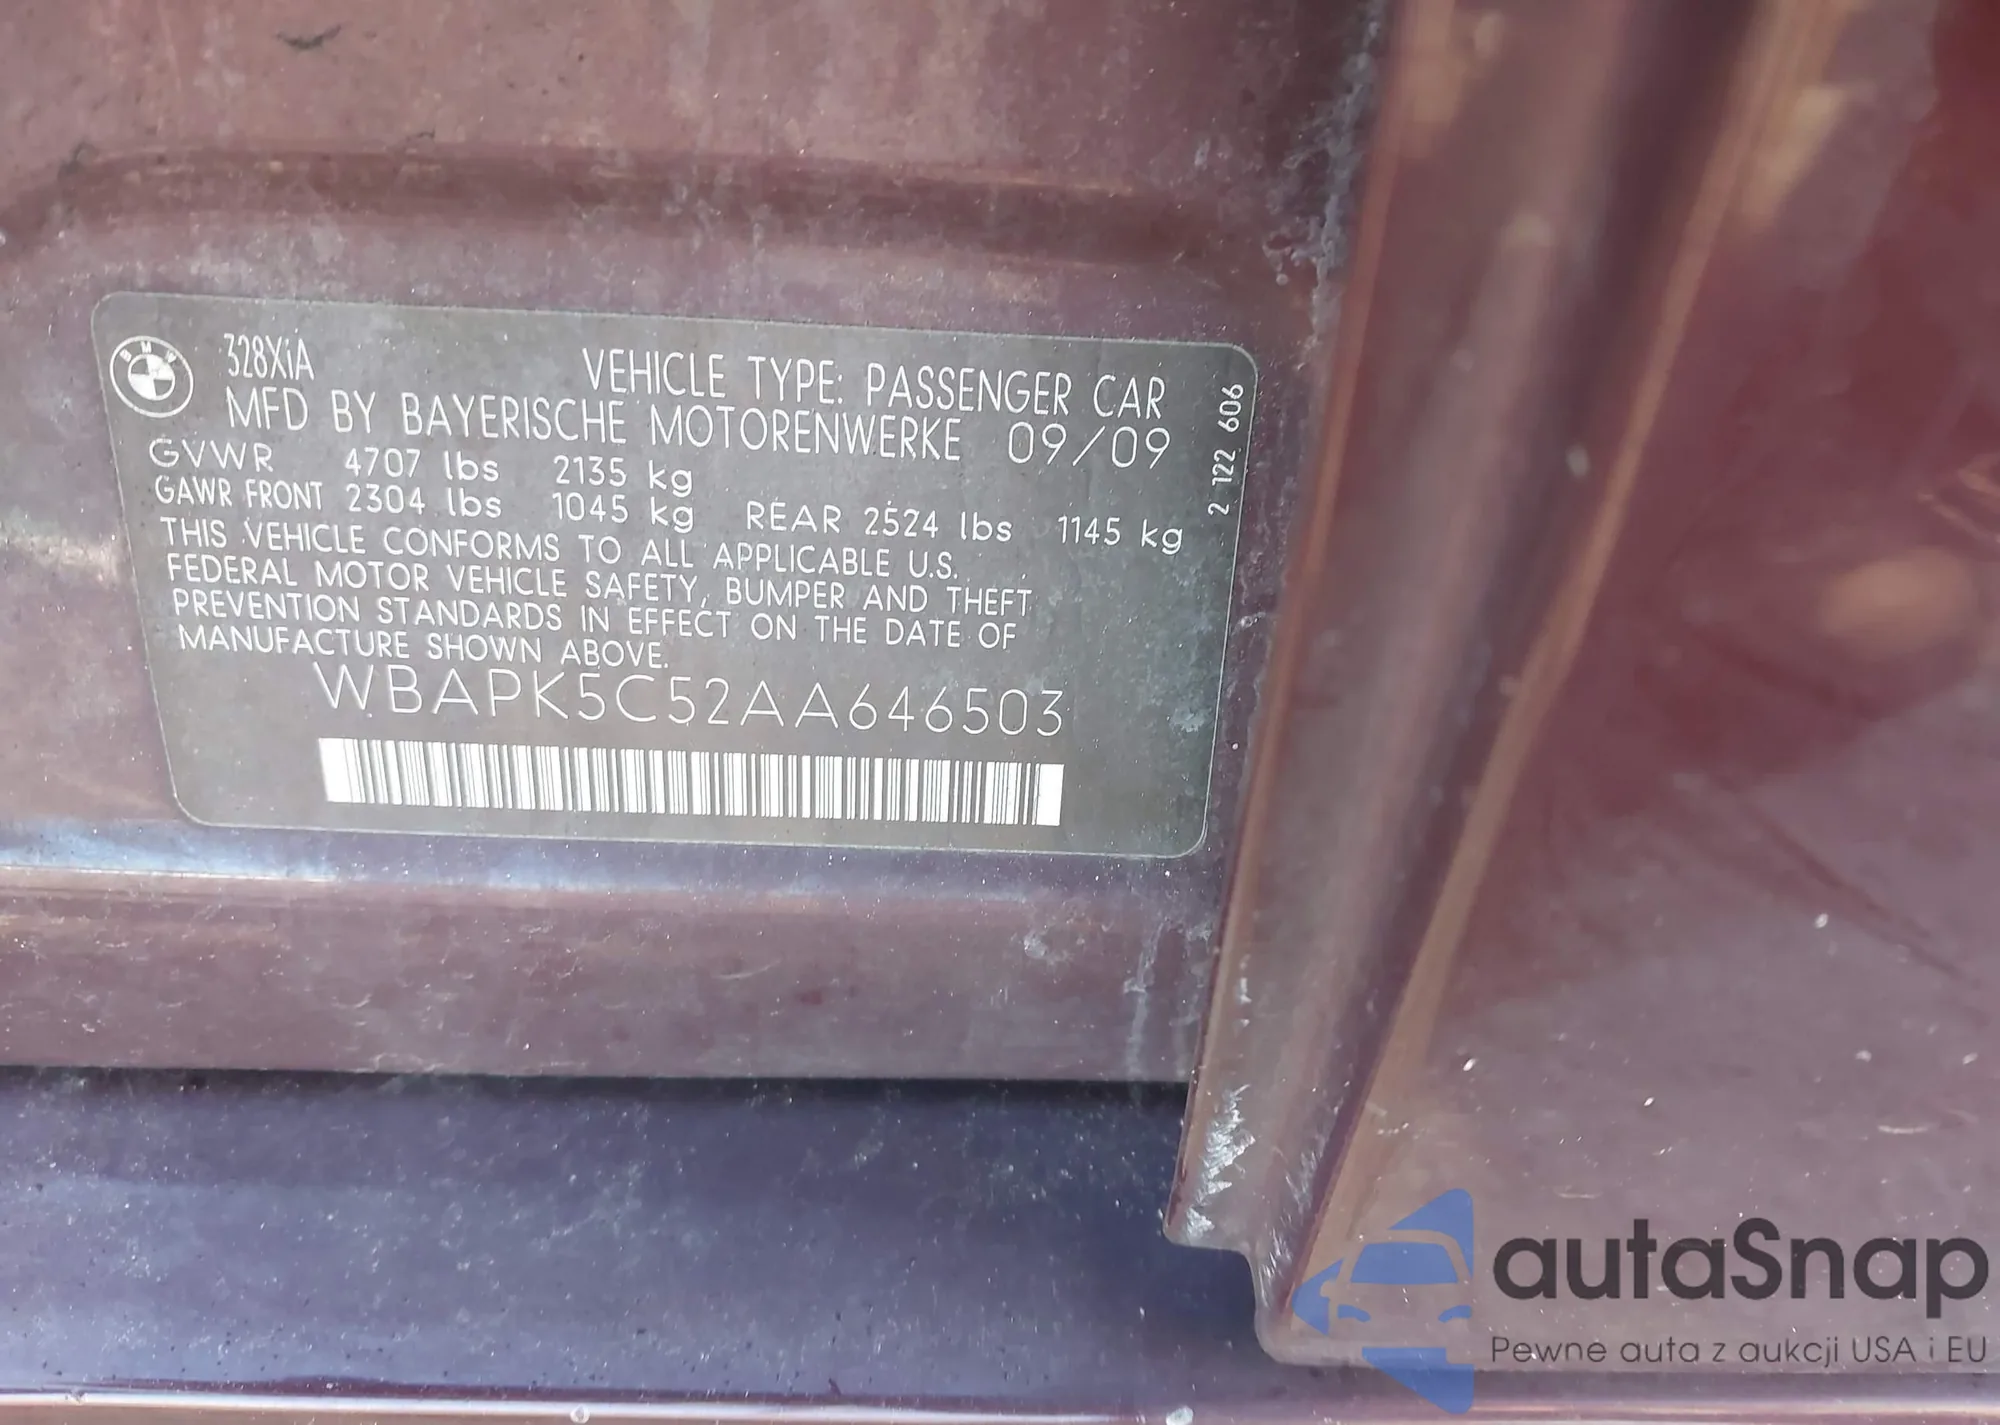 BMW
328XiA
VEHICLE TYPE: PASSENGER CAR
MFD BY BAYERISCHE MOTORENWERKE 09/09
GVWR 4707 lbs 2135 kg
GAWR FRONT 2304 lbs 1045 kg REAR 2524 lbs 1145 kg
THIS VEHICLE CONFORMS TO ALL APPLICABLE U.S.
FEDERAL MOTOR VEHICLE SAFETY, BUMPER AND THEFT
PREVENTION STANDARDS IN EFFECT ON THE DATE OF
MANUFACTURE SHOWN ABOVE.
WBAPK5C52AA646503
2 122 606
autaSnap
Pewne auta z aukcji USA i EU